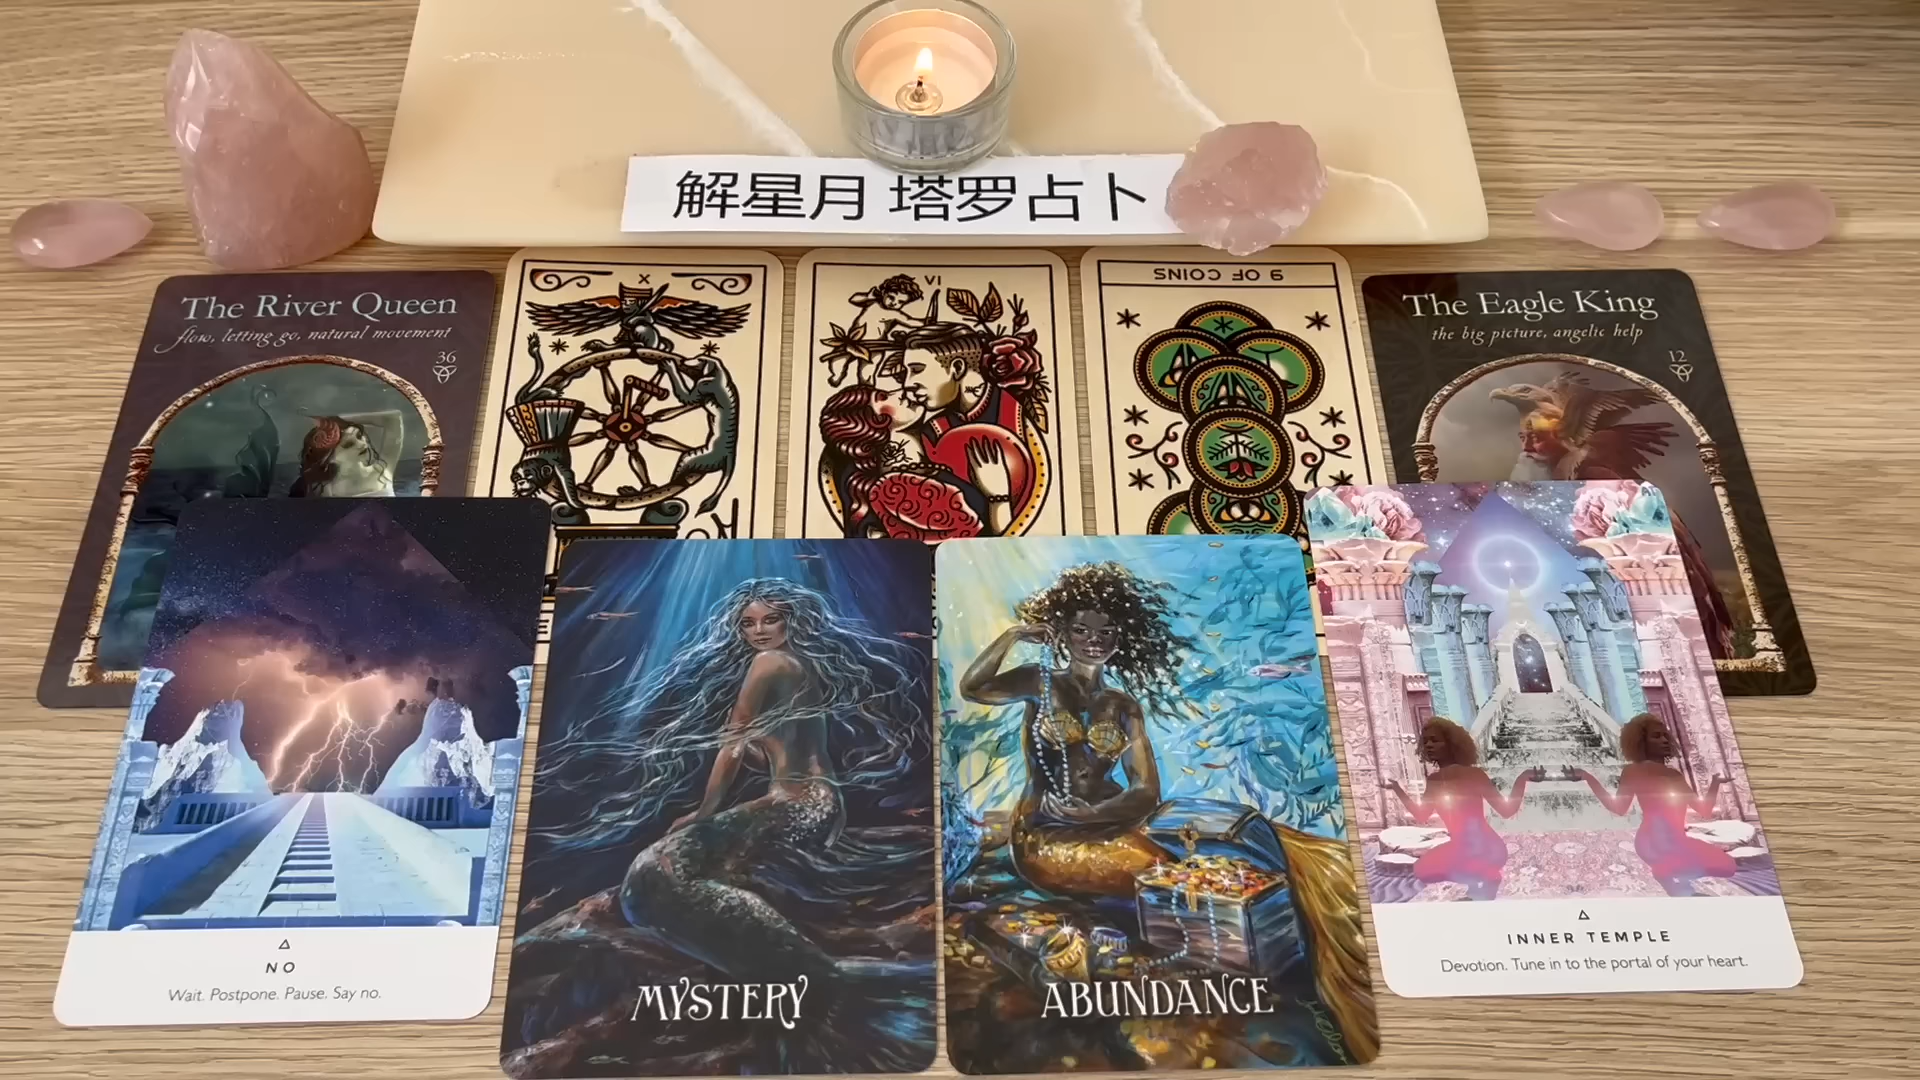 解星月 塔罗占卜
The River Queen
flow, letting go, natural movement
36
X
VI
9 OF COINS
The Eagle King
the big picture, angelic help
12
NO
Wait. Postpone. Pause. Say no.
MYSTERY
ABUNDANCE
INNER TEMPLE
Devotion. Tune in to the portal of your heart.